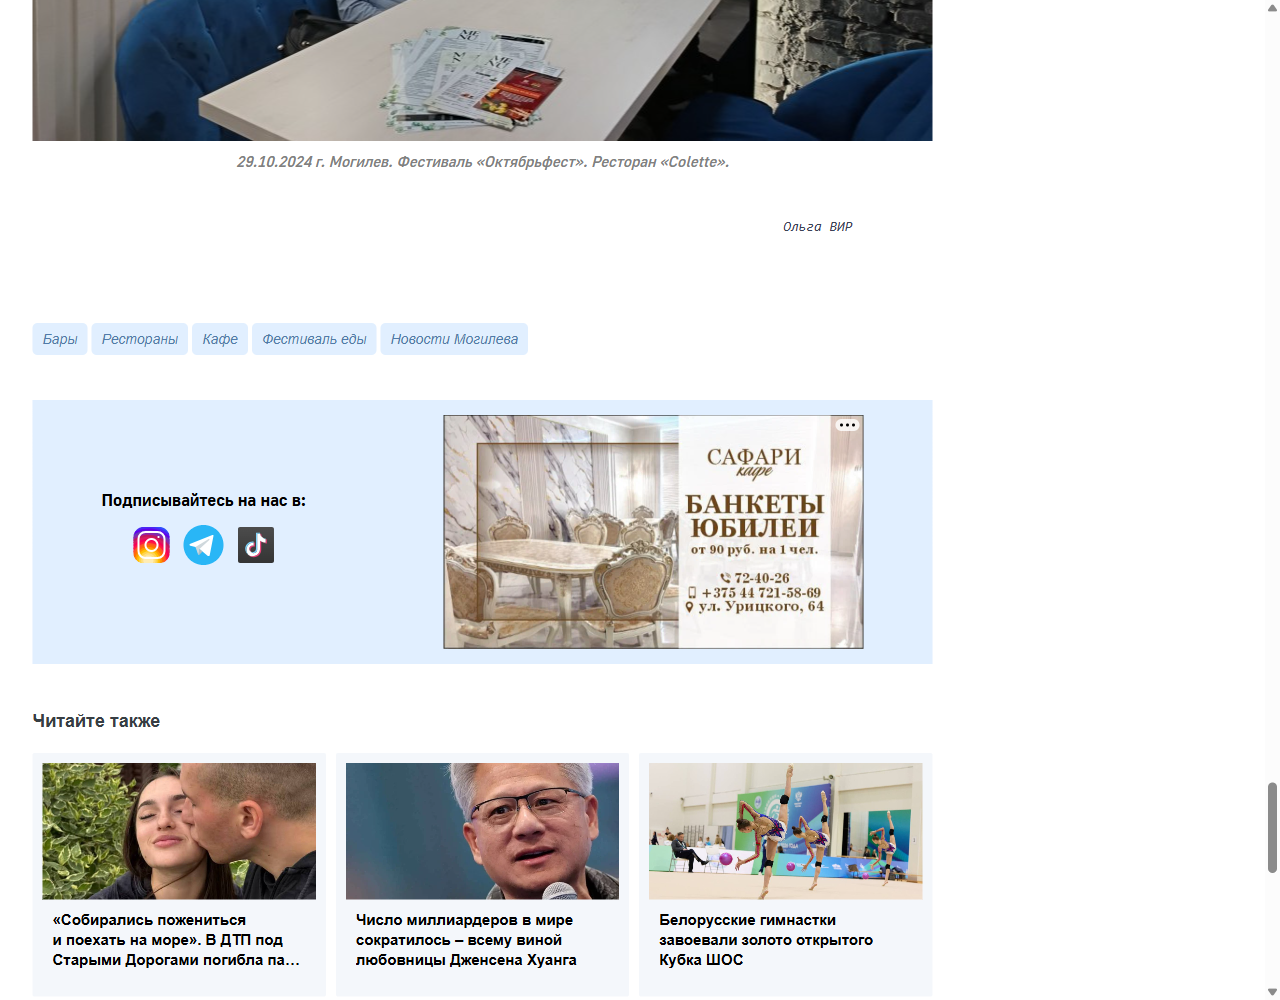 MENU
29.10.2024 г. Могилев. Фестиваль «Октябрьфест». Ресторан «Colette».
Ольга ВИР
Бары
Рестораны
Кафе
Фестиваль еды
Новости Могилева
Подписывайтесь на нас в:
САФАРИ
кафе
БАНКЕТЫ
ЮБИЛЕИ
от 90 руб. на 1 чел.
72-40-26
+375 44 721-58-69
ул. Урицкого, 64
Читайте также
«Собирались пожениться
и поехать на море». В ДТП под
Старыми Дорогами погибла па…
Число миллиардеров в мире
сократилось – всему виной
любовницы Дженсена Хуанга
Белорусские гимнастки
завоевали золото открытого
Кубка ШОС